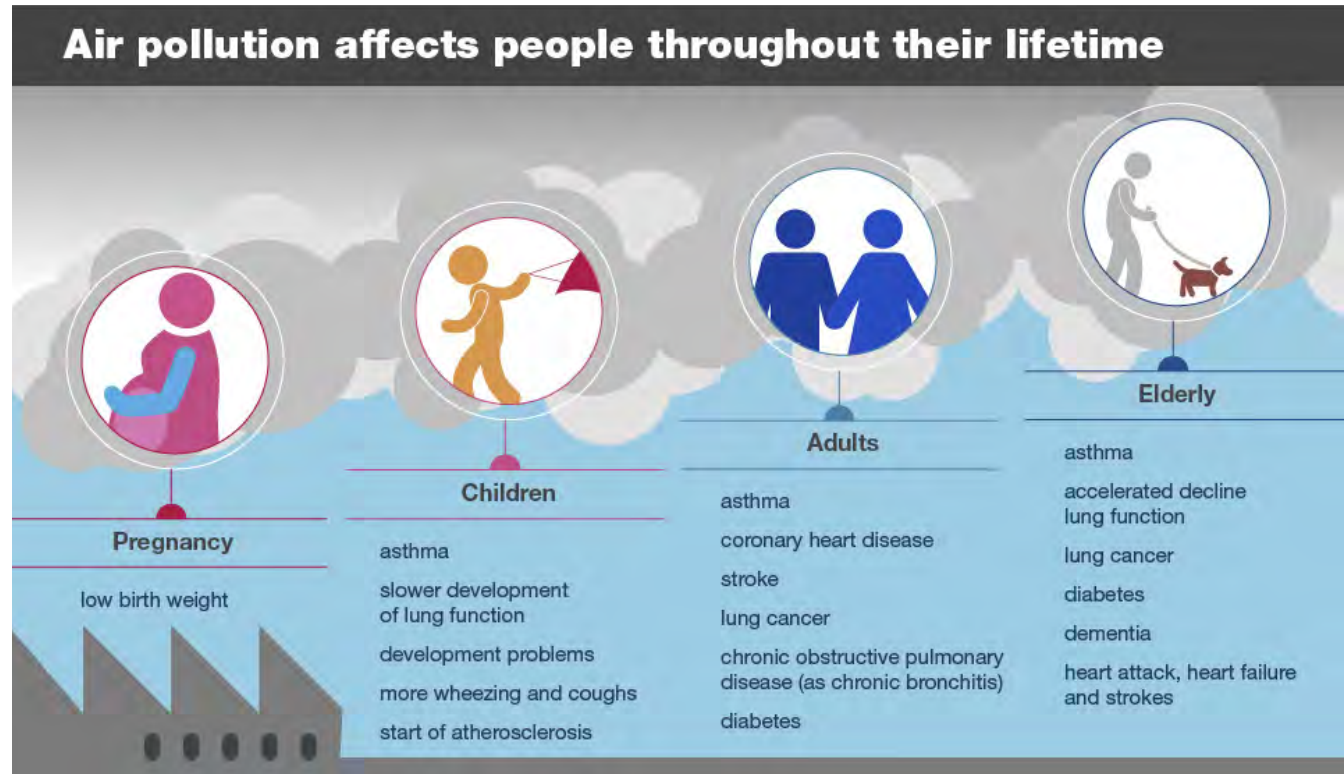 Air pollution affects people throughout their lifetime
Pregnancy
low birth weight
Children
asthma
slower development
of lung function
development problems
more wheezing and coughs
start of atherosclerosis
Adults
asthma
coronary heart disease
stroke
lung cancer
chronic obstructive pulmonary
disease (as chronic bronchitis)
diabetes
Elderly
asthma
accelerated decline
lung function
lung cancer
diabetes
dementia
heart attack, heart failure
and strokes